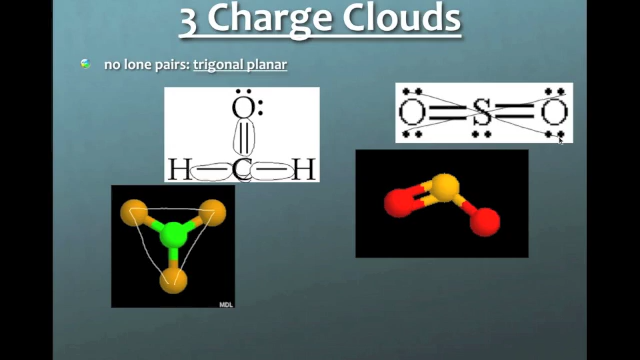 3 Charge Clouds
no lone pairs: trigonal planar
O
H C H
O S O
MDL